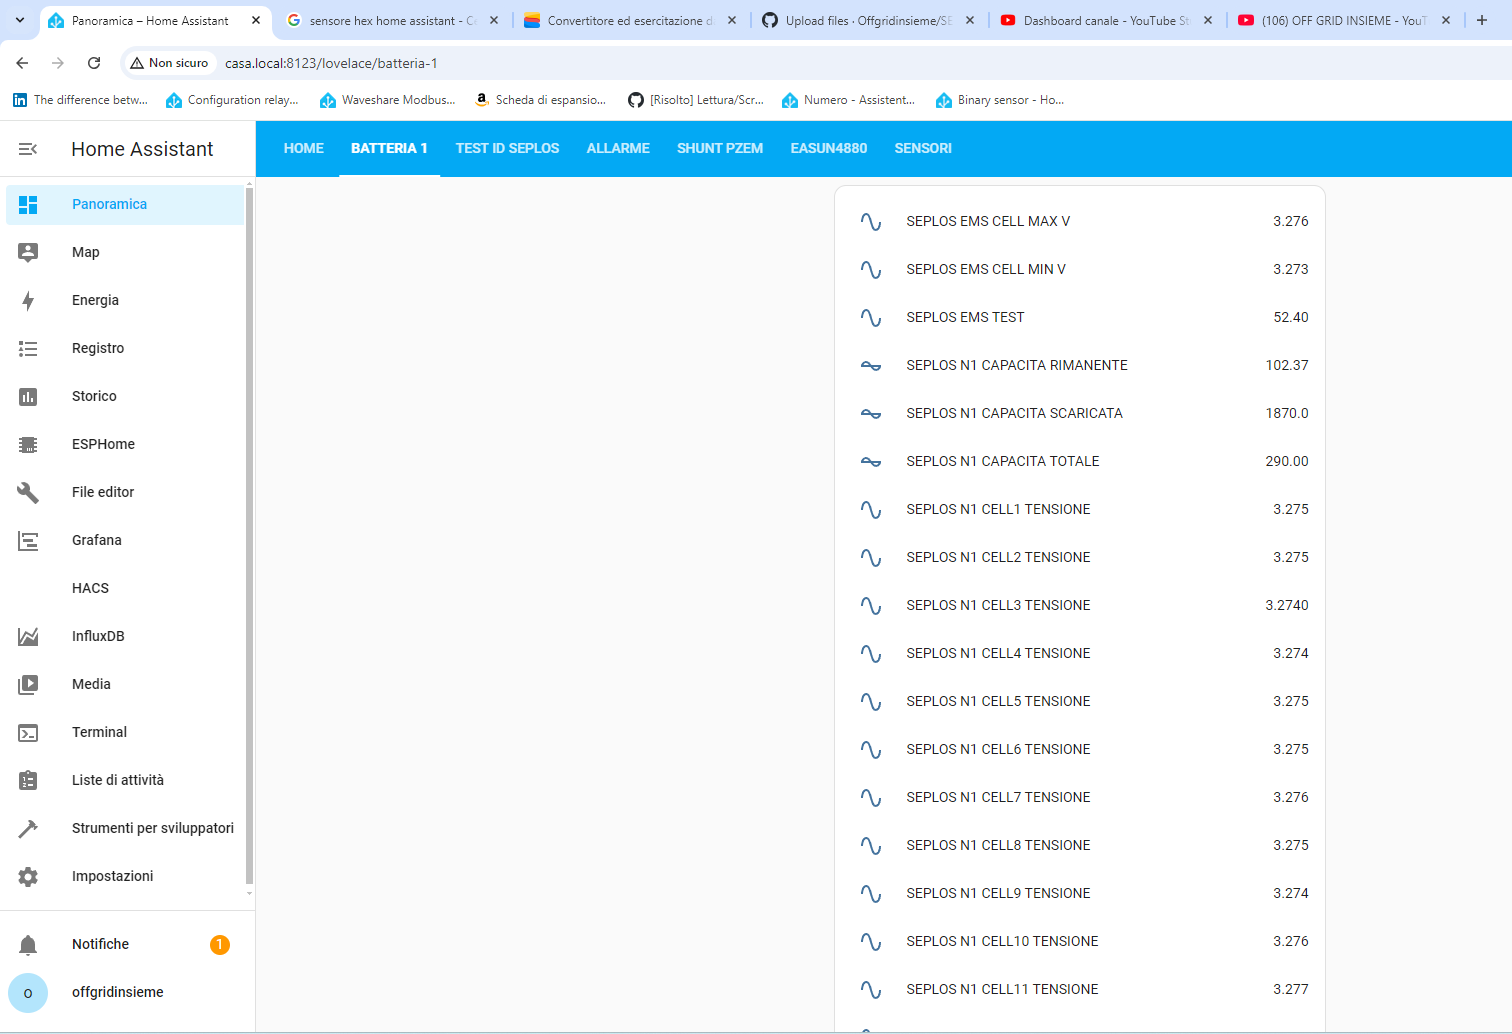 Panoramica – Home Assistant
sensore hex home assistant - Ce
Convertitore ed esercitazione d
Upload files · Offgridinsieme/SE
Dashboard canale - YouTube St
(106) OFF GRID INSIEME - YouT
Non sicuro
casa.local:8123/lovelace/batteria-1
The difference betw...
Configuration relay...
Waveshare Modbus...
Scheda di espansio...
[Risolto] Lettura/Scr...
Numero - Assistent...
Binary sensor - Ho...
Home Assistant
HOME
BATTERIA 1
TEST ID SEPLOS
ALLARME
SHUNT PZEM
EASUN4880
SENSORI
Panoramica
Map
Energia
Registro
Storico
ESPHome
File editor
Grafana
HACS
InfluxDB
Media
Terminal
Liste di attività
Strumenti per sviluppatori
Impostazioni
Notifiche 1
o offgridinsieme
SEPLOS EMS CELL MAX V 3.276
SEPLOS EMS CELL MIN V 3.273
SEPLOS EMS TEST 52.40
SEPLOS N1 CAPACITA RIMANENTE 102.37
SEPLOS N1 CAPACITA SCARICATA 1870.0
SEPLOS N1 CAPACITA TOTALE 290.00
SEPLOS N1 CELL1 TENSIONE 3.275
SEPLOS N1 CELL2 TENSIONE 3.275
SEPLOS N1 CELL3 TENSIONE 3.2740
SEPLOS N1 CELL4 TENSIONE 3.274
SEPLOS N1 CELL5 TENSIONE 3.275
SEPLOS N1 CELL6 TENSIONE 3.275
SEPLOS N1 CELL7 TENSIONE 3.276
SEPLOS N1 CELL8 TENSIONE 3.275
SEPLOS N1 CELL9 TENSIONE 3.274
SEPLOS N1 CELL10 TENSIONE 3.276
SEPLOS N1 CELL11 TENSIONE 3.277